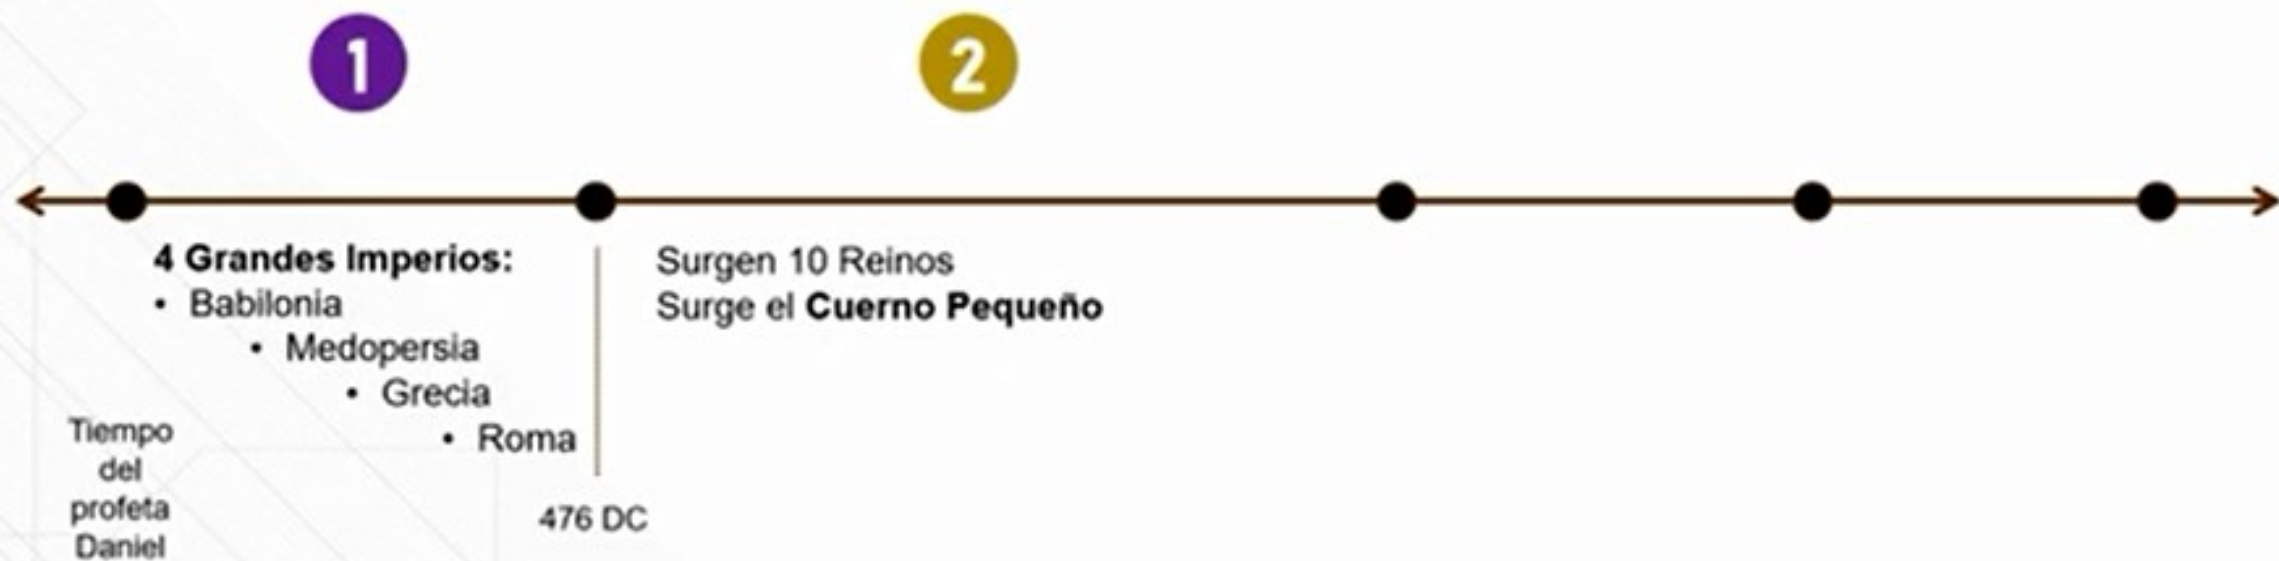 1
2
4 Grandes Imperios:
• Babilonia
• Medopersia
• Grecia
• Roma
Tiempo
del
profeta
Daniel
476 DC
Surgen 10 Reinos
Surge el Cuerno Pequeño